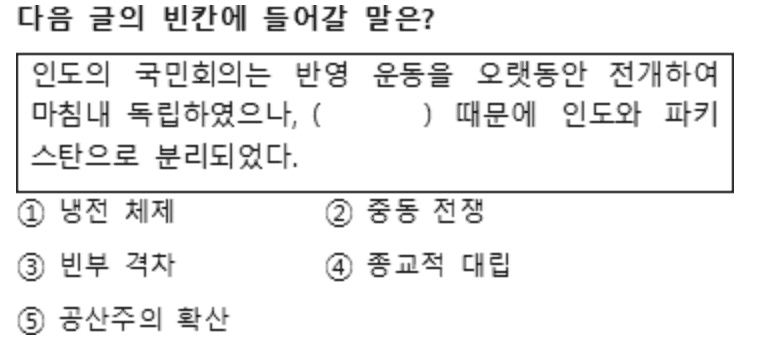 다음 글의 빈칸에 들어갈 말은?
인도의 국민회의는 반영 운동을 오랫동안 전개하여
마침내 독립하였으나, (          ) 때문에 인도와 파키
스탄으로 분리되었다.
① 냉전 체제 ② 중동 전쟁
③ 빈부 격차 ④ 종교적 대립
⑤ 공산주의 확산